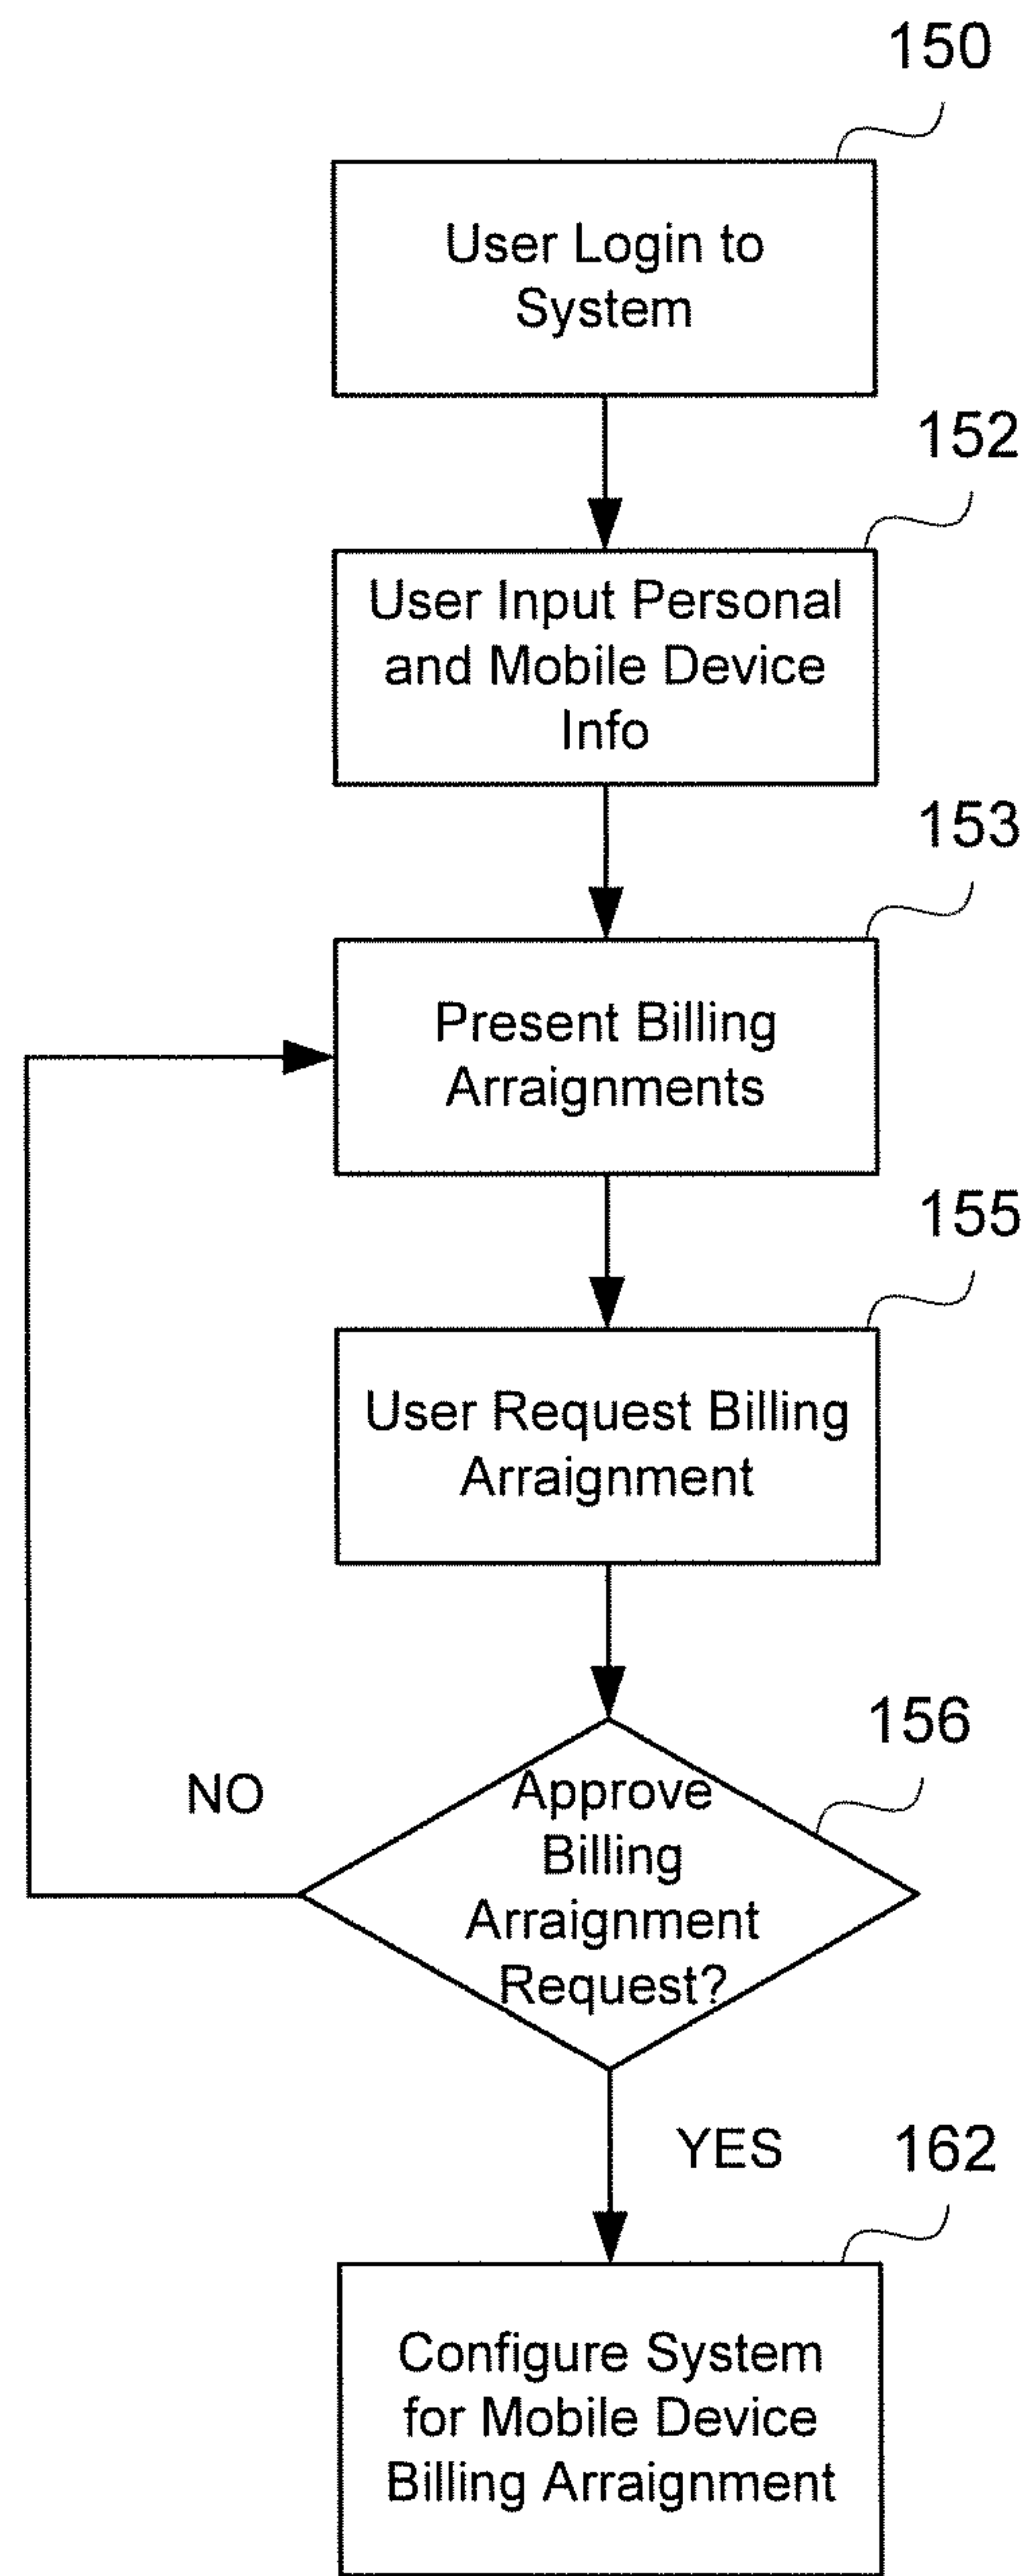 150
User Login to
System
152
User Input Personal
and Mobile Device
Info
153
Present Billing
Arraignments
155
User Request Billing
Arraignment
156
NO
Approve
Billing
Arraignment
Request?
YES
162
Configure System
for Mobile Device
Billing Arraignment